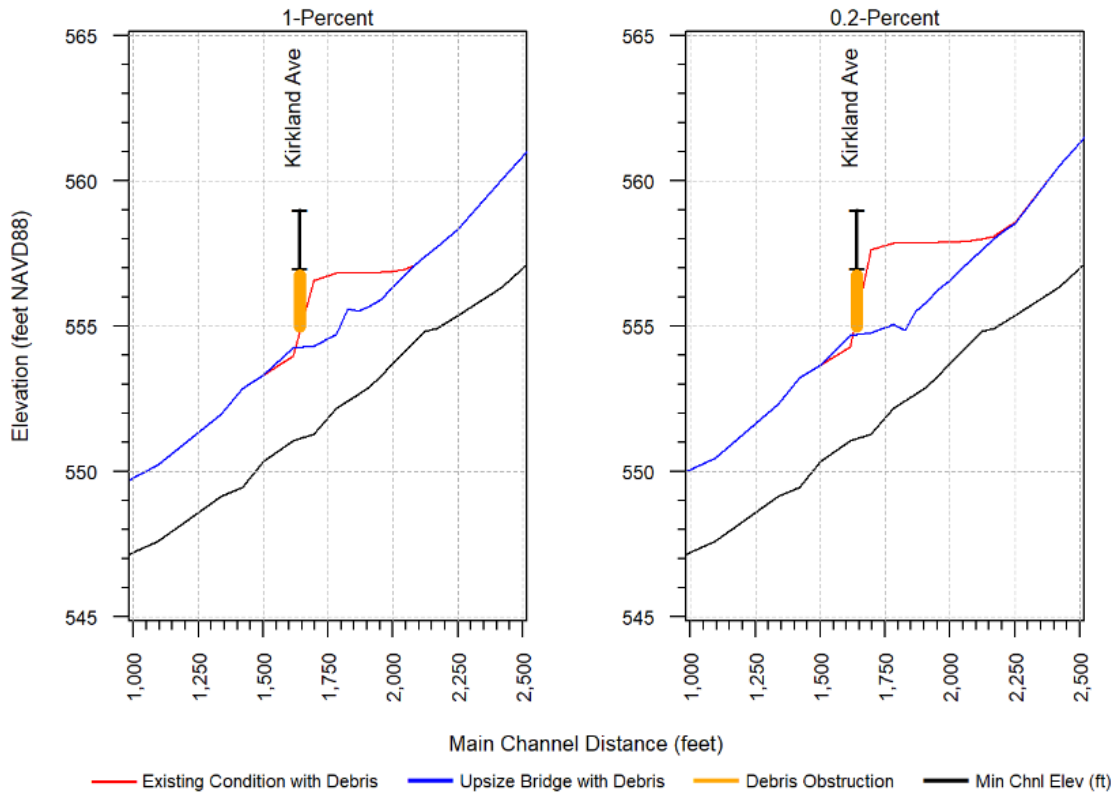 1-Percent
0.2-Percent
Elevation (feet NAVD88)
565
560
555
550
545
Kirkland Ave
Kirkland Ave
1,000
1,250
1,500
1,750
2,000
2,250
2,500
1,000
1,250
1,500
1,750
2,000
2,250
2,500
Main Channel Distance (feet)
Existing Condition with Debris
Upsize Bridge with Debris
Debris Obstruction
Min Chnl Elev (ft)